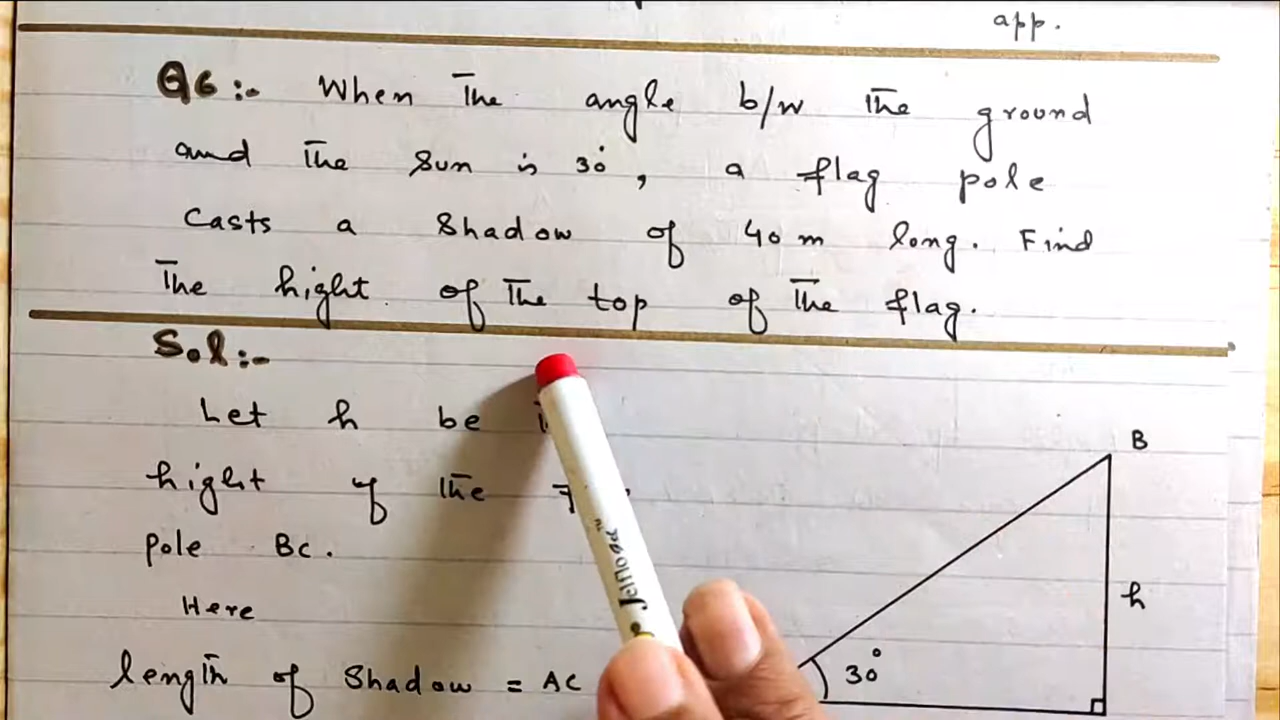 app.
Q6:- When the angle b/w the ground
and the Sun is 30°, a flag pole
Casts a Shadow of 40 m long. Find
The hight of the top of the flag.
Sol:-
Let h be
hight of the
pole BC.
Here
length of Shadow = AC
B
h
30°